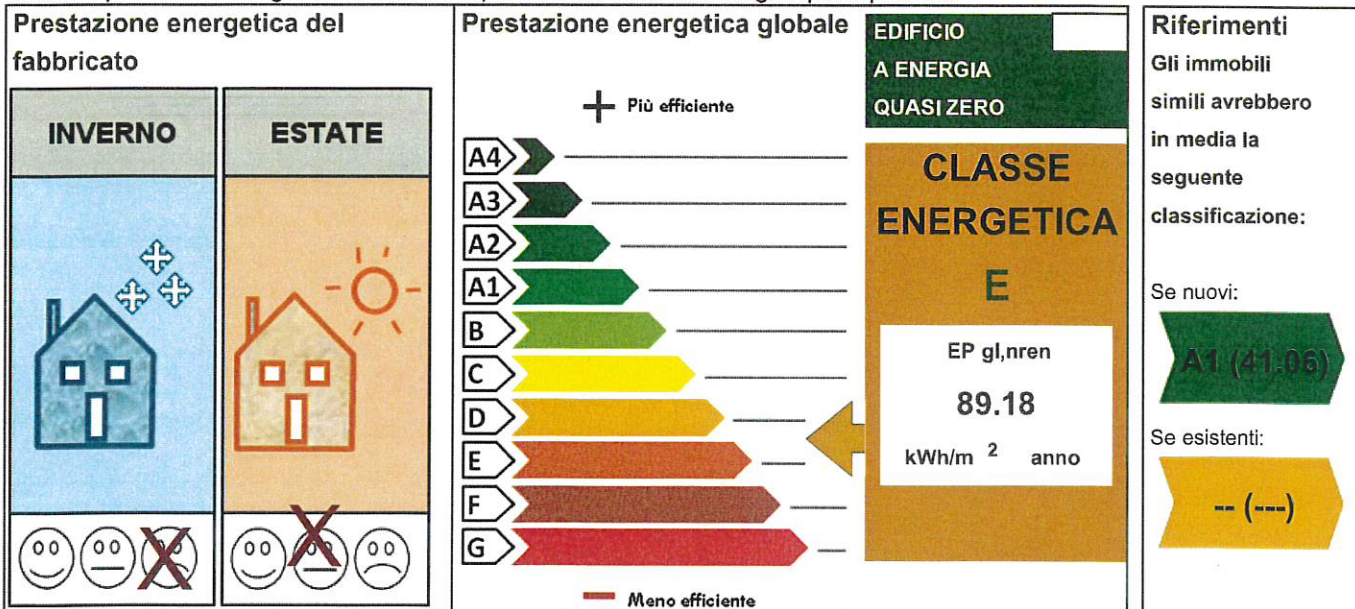 Prestazione energetica del
fabbricato
INVERNO
ESTATE
Prestazione energetica globale
Più efficiente
A4
A3
A2
A1
B
C
D
E
F
G
Meno efficiente
EDIFICIO
A ENERGIA
QUASI ZERO
CLASSE
ENERGETICA
E
EP gl,nren
89.18
kWh/m 2 anno
Riferimenti
Gli immobili
simili avrebbero
in media la
seguente
classificazione:
Se nuovi:
A1 (41.06)
Se esistenti:
-- (---)